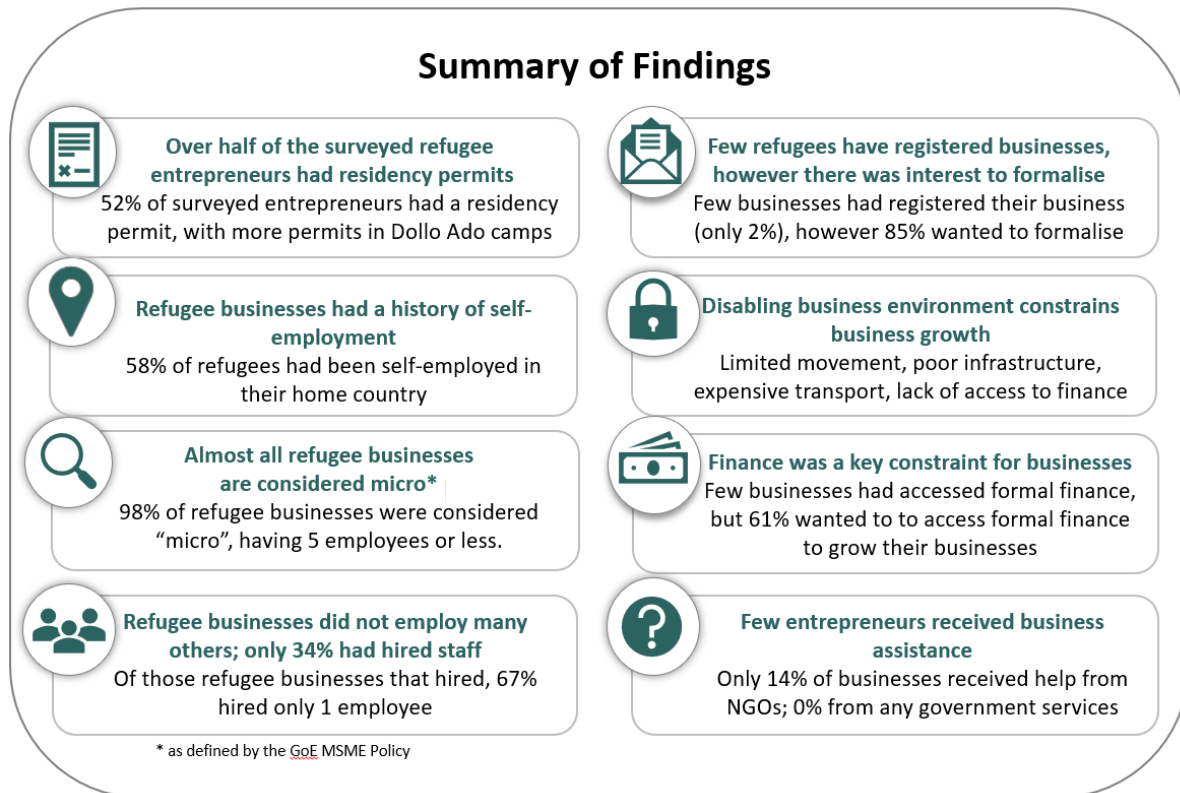 Summary of Findings
Over half of the surveyed refugee
entrepreneurs had residency permits
52% of surveyed entrepreneurs had a residency
permit, with more permits in Dollo Ado camps
Refugee businesses had a history of self-
employment
58% of refugees had been self-employed in
their home country
Almost all refugee businesses
are considered micro*
98% of refugee businesses were considered
“micro”, having 5 employees or less.
Refugee businesses did not employ many
others; only 34% had hired staff
Of those refugee businesses that hired, 67%
hired only 1 employee
* as defined by the GoE MSME Policy
Few refugees have registered businesses,
however there was interest to formalise
Few businesses had registered their business
(only 2%), however 85% wanted to formalise
Disabling business environment constrains
business growth
Limited movement, poor infrastructure,
expensive transport, lack of access to finance
Finance was a key constraint for businesses
Few businesses had accessed formal finance,
but 61% wanted to to access formal finance
to grow their businesses
Few entrepreneurs received business
assistance
Only 14% of businesses received help from
NGOs; 0% from any government services